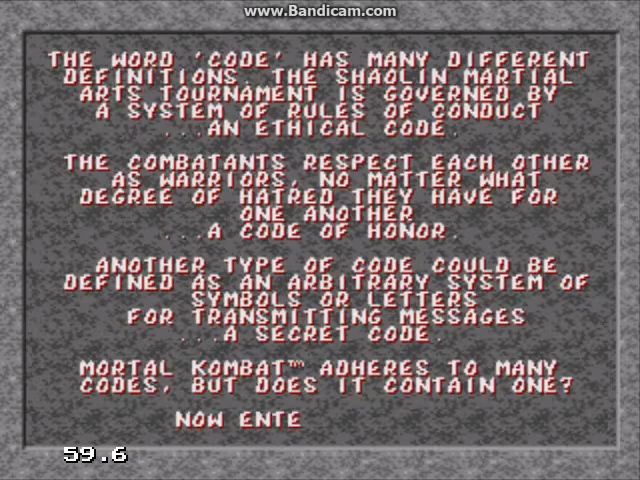 www.Bandicam.com
THE WORD 'CODE' HAS MANY DIFFERENT
DEFINITIONS. THE SHAOLIN MARTIAL
ARTS TOURNAMENT IS GOVERNED BY
A SYSTEM OF RULES OF CONDUCT
...AN ETHICAL CODE.
THE COMBATANTS RESPECT EACH OTHER
AS WARRIORS, NO MATTER WHAT
DEGREE OF HATRED THEY HAVE FOR
ONE ANOTHER
...A CODE OF HONOR.
ANOTHER TYPE OF CODE COULD BE
DEFINED AS AN ARBITRARY SYSTEM OF
SYMBOLS OR LETTERS
FOR TRANSMITTING MESSAGES
...A SECRET CODE.
MORTAL KOMBAT™ ADHERES TO MANY
CODES, BUT DOES IT CONTAIN ONE?
NOW ENTE
59.6